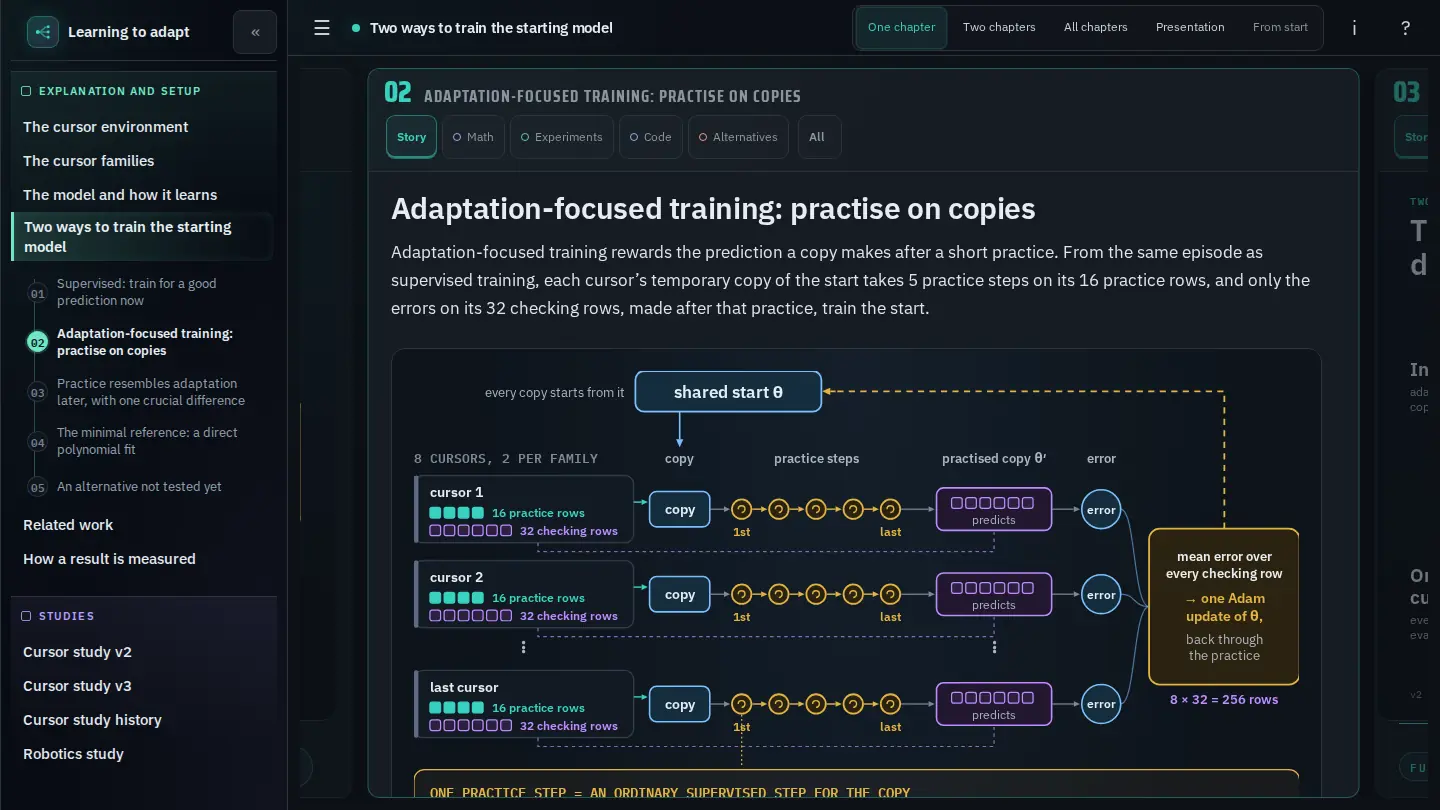 Learning to adapt
«
EXPLANATION AND SETUP
The cursor environment
The cursor families
The model and how it learns
Two ways to train the starting
model
01
Supervised: train for a good
prediction now
02
Adaptation-focused training:
practise on copies
03
Practice resembles adaptation
later, with one crucial difference
04
The minimal reference: a direct
polynomial fit
05
An alternative not tested yet
Related work
How a result is measured
STUDIES
Cursor study v2
Cursor study v3
Cursor study history
Robotics study
Two ways to train the starting model
One chapter
Two chapters
All chapters
Presentation
From start
i
?
02 ADAPTATION-FOCUSED TRAINING: PRACTISE ON COPIES
Story
Math
Experiments
Code
Alternatives
All
Adaptation-focused training: practise on copies
Adaptation-focused training rewards the prediction a copy makes after a short practice. From the same episode as
supervised training, each cursor’s temporary copy of the start takes 5 practice steps on its 16 practice rows, and only the
errors on its 32 checking rows, made after that practice, train the start.
every copy starts from it
shared start θ
8 CURSORS, 2 PER FAMILY
copy
practice steps
practised copy θ′
error
cursor 1
16 practice rows
32 checking rows
copy
1st
last
predicts
error
cursor 2
16 practice rows
32 checking rows
copy
1st
last
predicts
error
last cursor
16 practice rows
32 checking rows
copy
1st
last
predicts
error
mean error over
every checking row
→ one Adam
update of θ,
back through
the practice
8 × 32 = 256 rows
ONE PRACTICE STEP = AN ORDINARY SUPERVISED STEP FOR THE COPY
03
v2